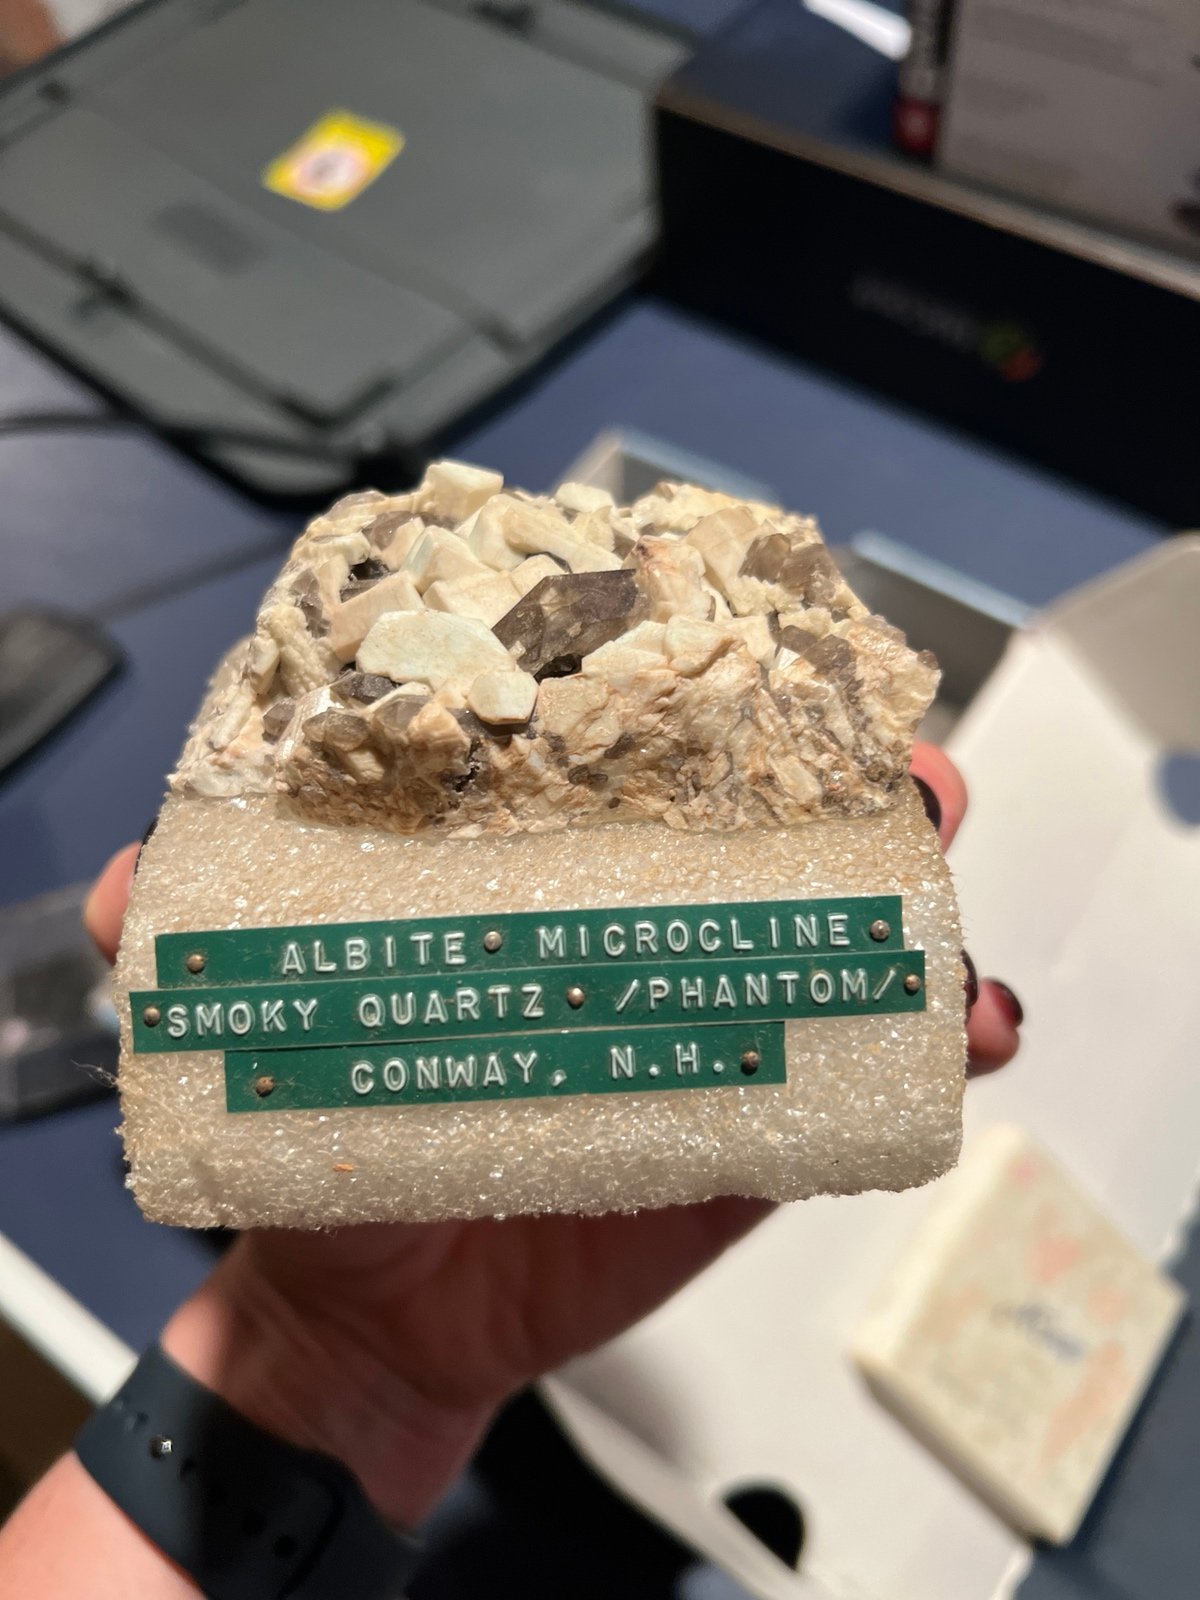 ALBITE MICROCLINE
SMOKY QUARTZ /PHANTOM/
CONWAY, N.H.